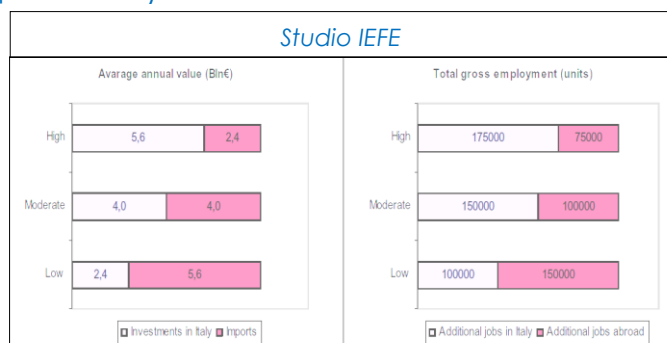 Studio IEFE
Avarage annual value (Bln€)
High
5,6
2,4
Moderate
4,0
4,0
Low
2,4
5,6
Investments in Italy Imports
Total gross employment (units)
High
175000
75000
Moderate
150000
100000
Low
100000
150000
Additional jobs in Italy Additional jobs abroad